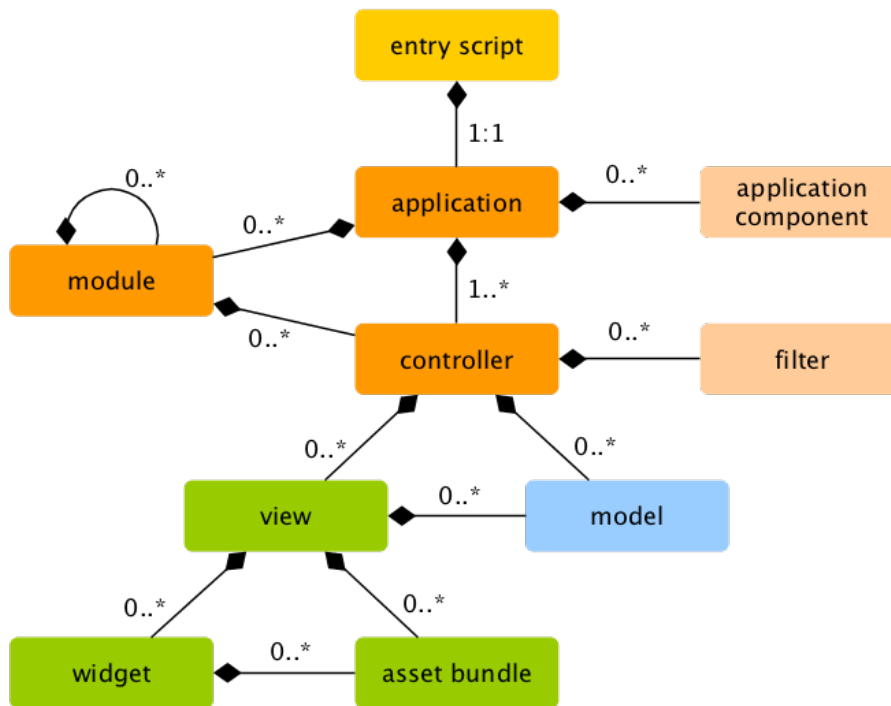 entry script
1:1
0..*
0..*
application
0..*
application
component
module
1..*
0..*
controller
0..*
filter
0..*
0..*
view
0..*
model
0..*
0..*
widget
0..*
asset bundle